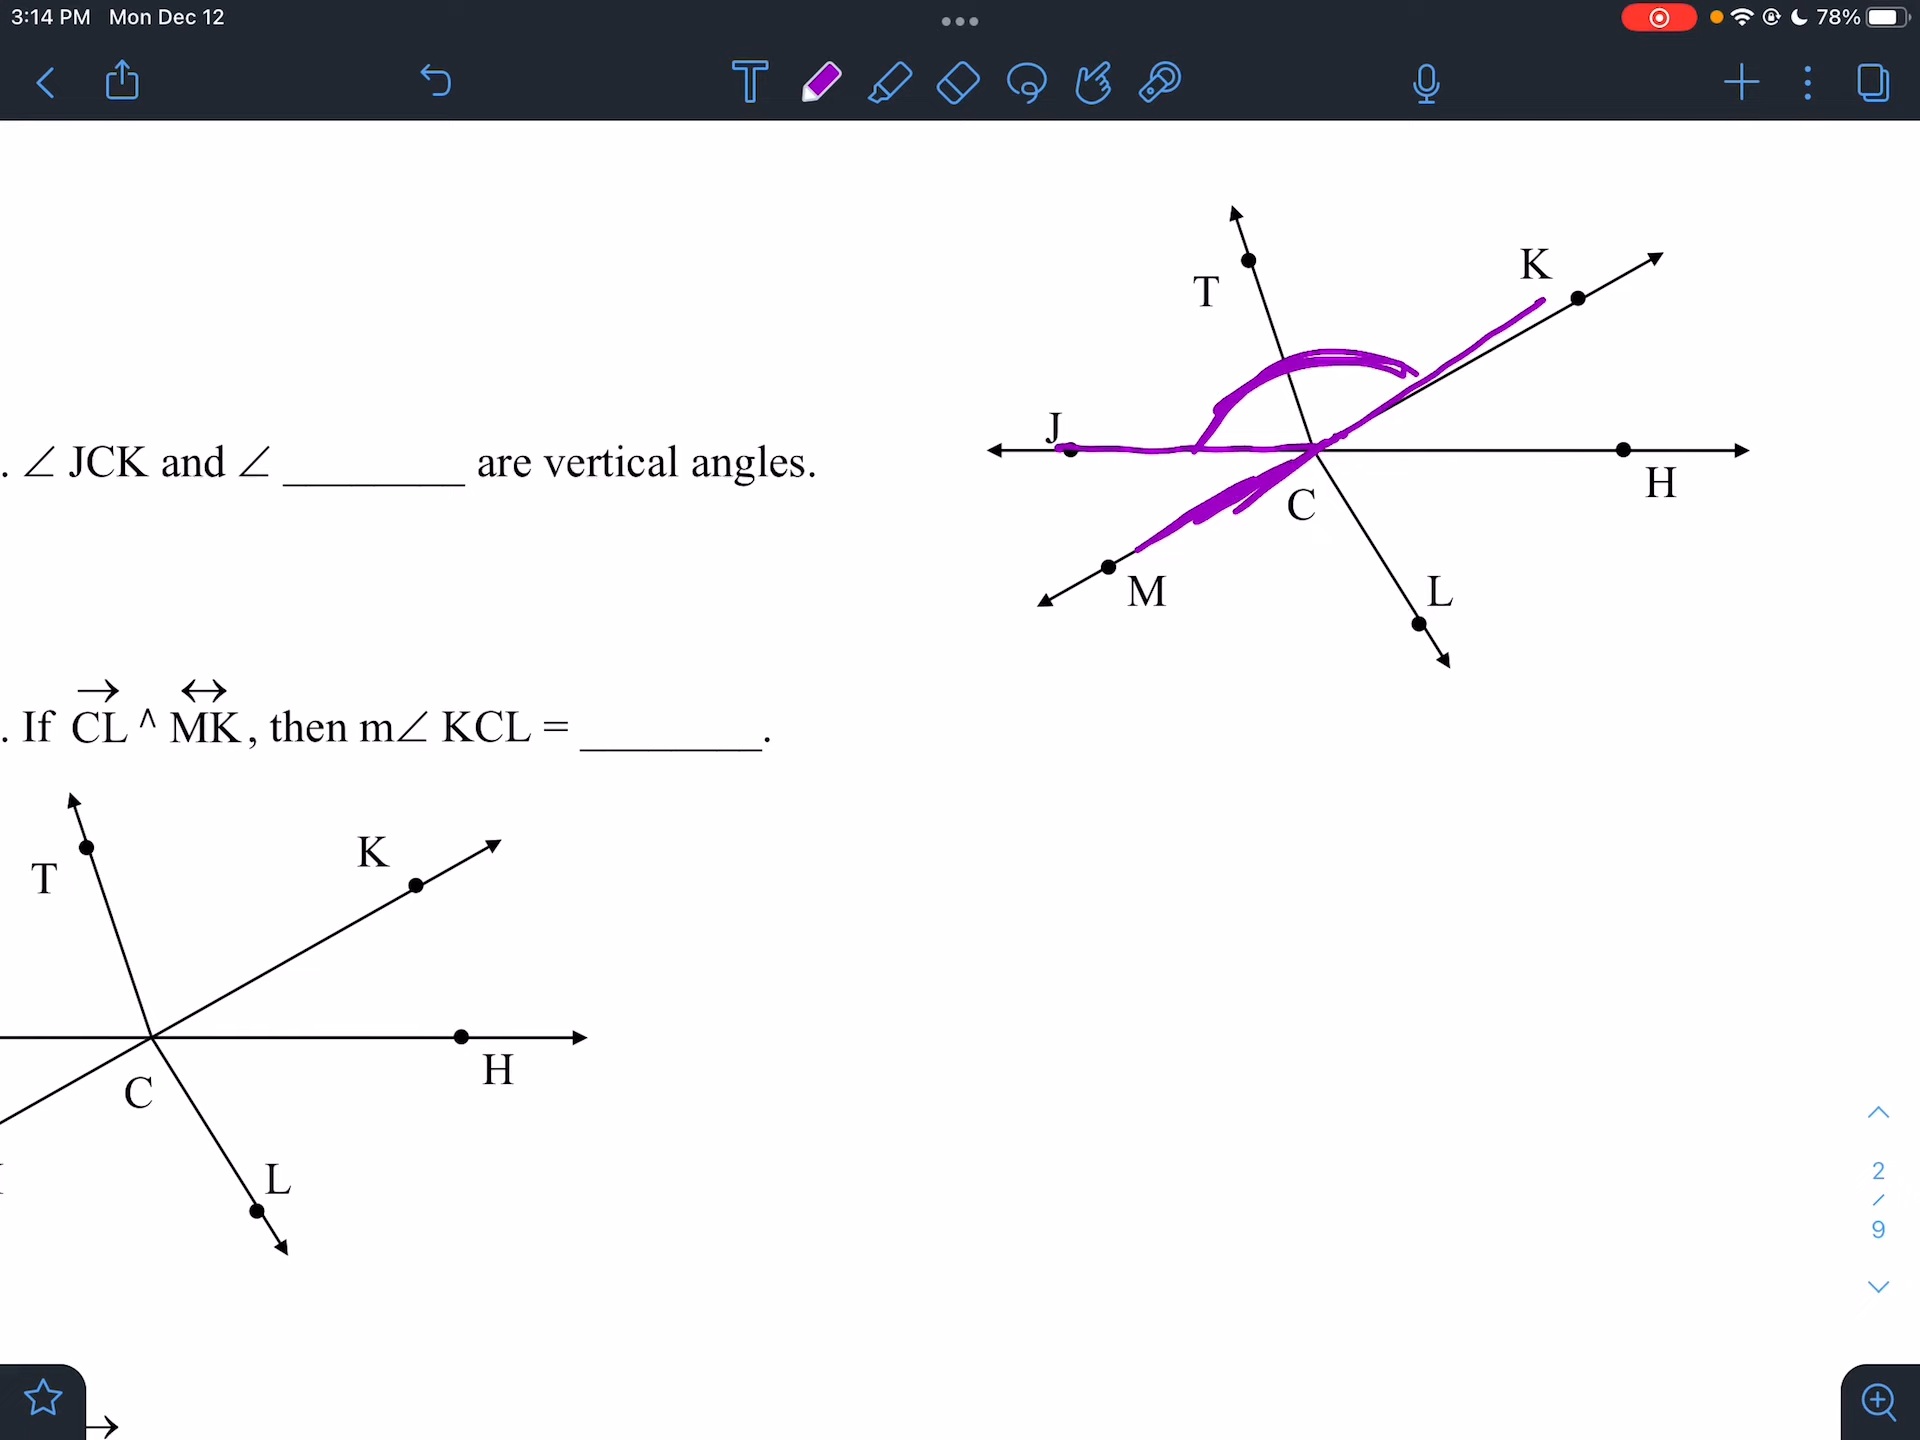 3:14 PM Mon Dec 12
78%
T
K
J
. ∠ JCK and ∠ ________ are vertical angles.
H
C
M
L
. If CL ^ MK, then m∠ KCL = ________.
T
K
H
C
L
2
/
9